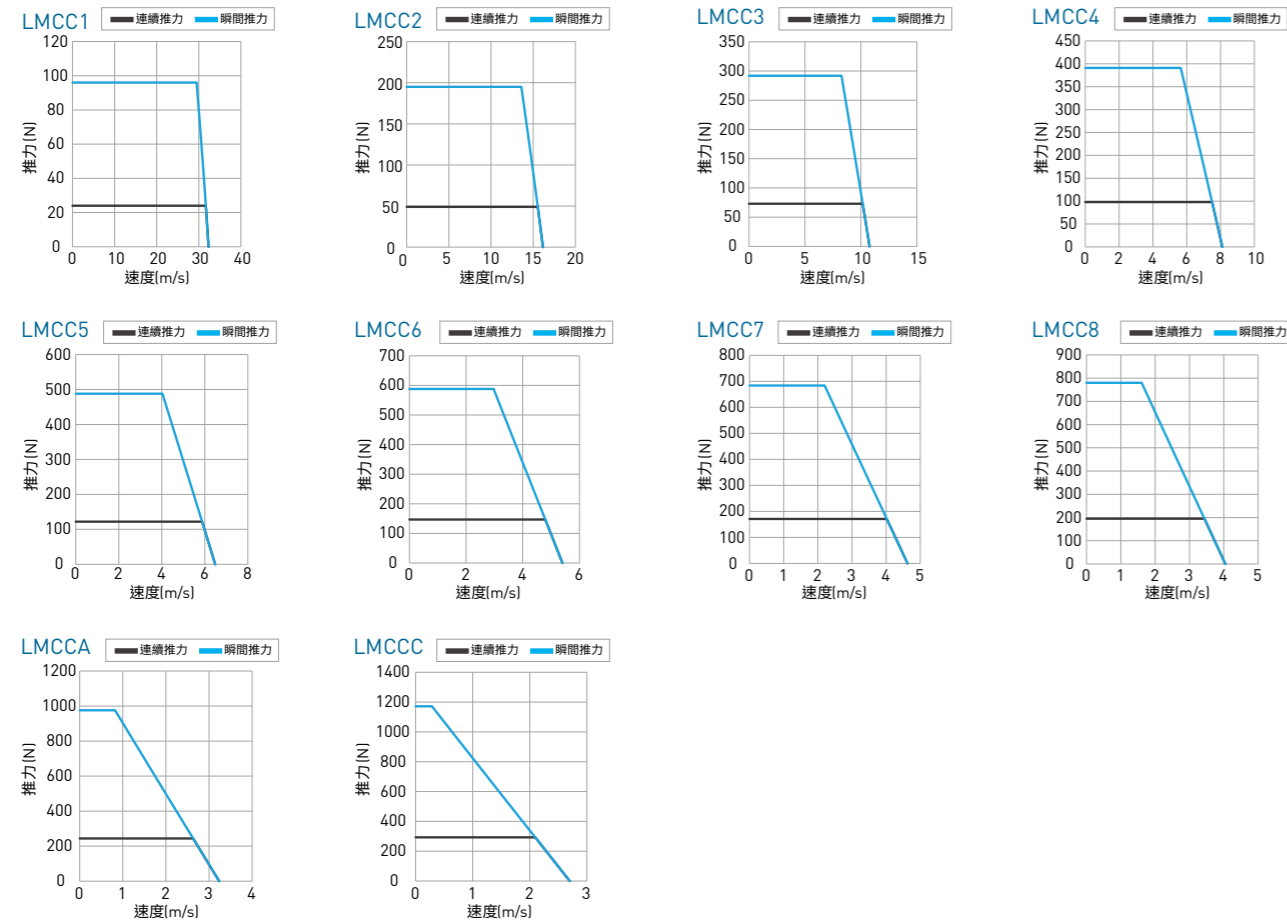 LMCC1 連續推力 瞬間推力
推力(N)
120
100
80
60
40
20
0
0 10 20 30 40
速度(m/s)
LMCC2 連續推力 瞬間推力
推力(N)
250
200
150
100
50
0
0 5 10 15 20
速度(m/s)
LMCC3 連續推力 瞬間推力
推力(N)
350
300
250
200
150
100
50
0
0 5 10 15
速度(m/s)
LMCC4 連續推力 瞬間推力
推力(N)
450
400
350
300
250
200
150
100
50
0
0 2 4 6 8 10
速度(m/s)
LMCC5 連續推力 瞬間推力
推力(N)
600
500
400
300
200
100
0
0 2 4 6 8
速度(m/s)
LMCC6 連續推力 瞬間推力
推力(N)
700
600
500
400
300
200
100
0
0 2 4 6
速度(m/s)
LMCC7 連續推力 瞬間推力
推力(N)
800
700
600
500
400
300
200
100
0
0 1 2 3 4 5
速度(m/s)
LMCC8 連續推力 瞬間推力
推力(N)
900
800
700
600
500
400
300
200
100
0
0 1 2 3 4 5
速度(m/s)
LMCCA 連續推力 瞬間推力
推力(N)
1200
1000
800
600
400
200
0
0 1 2 3 4
速度(m/s)
LMCCC 連續推力 瞬間推力
推力(N)
1400
1200
1000
800
600
400
200
0
0 1 2 3
速度(m/s)